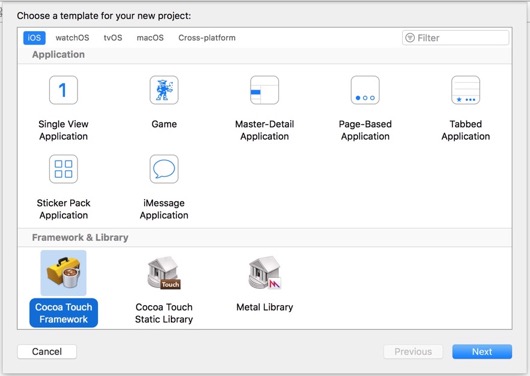 Choose a template for your new project:
iOS watchOS tvOS macOS Cross-platform Filter
Application
1
Single View Application
Game
Master-Detail Application
Page-Based Application
Tabbed Application
Sticker Pack Application
iMessage Application
Framework & Library
Touch
Cocoa Touch Framework
Cocoa Touch Static Library
Metal Library
Cancel Previous Next